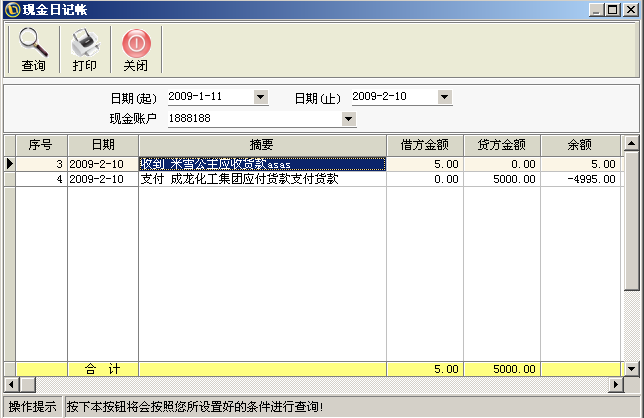 现金日记帐
查询 打印 关闭
日期(起) 2009-1-11 日期(止) 2009-2-10
现金账户 1888188
序号 日期 摘要 借方金额 贷方金额 余额
3 2009-2-10 收到 米雪公主应收货款asas 5.00 0.00 5.00
4 2009-2-10 支付 成龙化工集团应付货款支付货款 0.00 5000.00 -4995.00
合 计 5.00 5000.00
操作提示 按下本按钮将会按照您所设置好的条件进行查询!